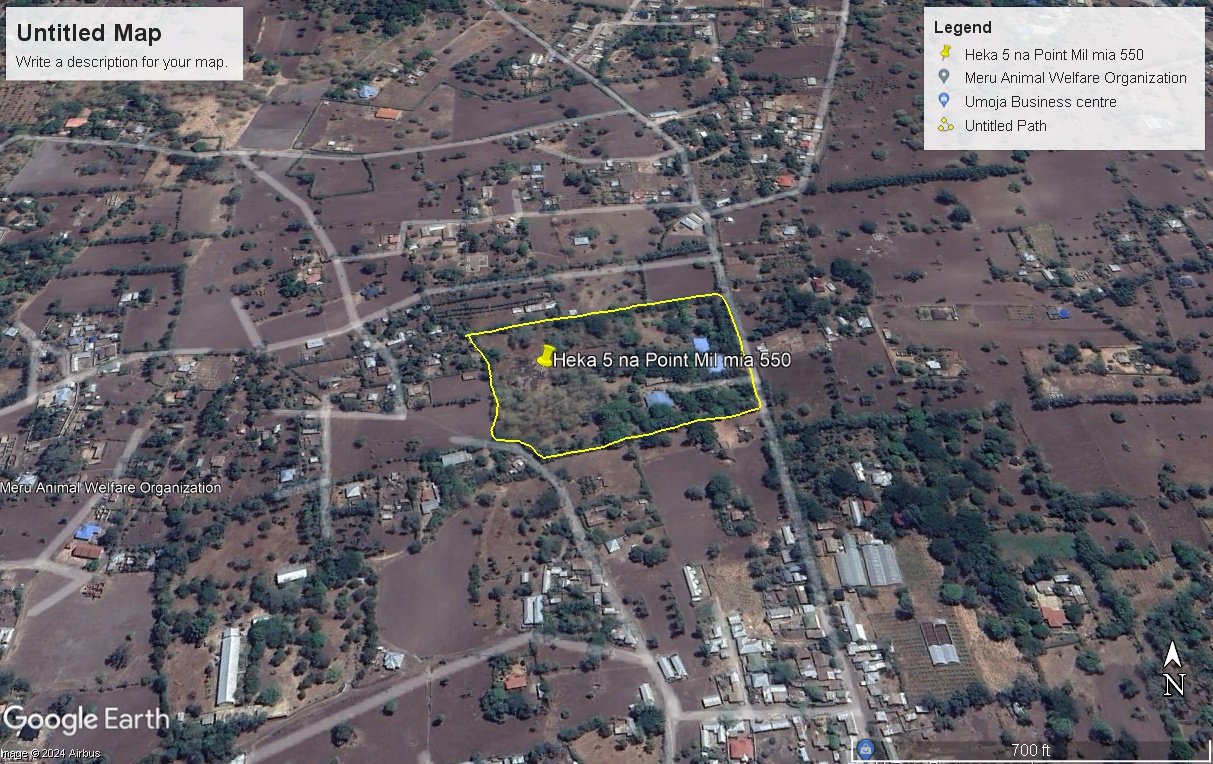 Untitled Map
Write a description for your map.
Legend
Heka 5 na Point Mil mia 550
Meru Animal Welfare Organization
Umoja Business centre
Untitled Path
Heka 5 na Point Mil mia 550
Meru Animal Welfare Organization
N
Google Earth
Image © 2024 Airbus
700 ft